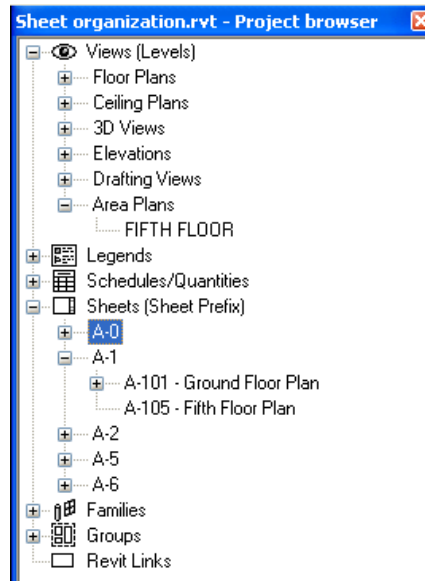 Sheet organization.rvt - Project browser
Views (Levels)
Floor Plans
Ceiling Plans
3D Views
Elevations
Drafting Views
Area Plans
FIFTH FLOOR
Legends
Schedules/Quantities
Sheets (Sheet Prefix)
A-0
A-1
A-101 - Ground Floor Plan
A-105 - Fifth Floor Plan
A-2
A-5
A-6
Families
Groups
Revit Links